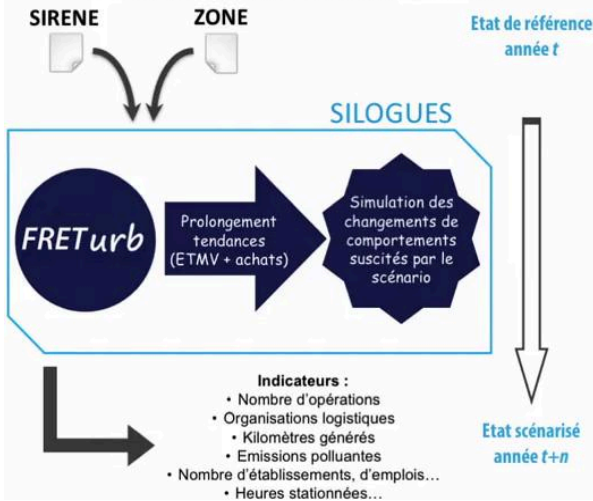 SIRENE
ZONE
Etat de référence
année t
SILOGUES
FRETurb
Prolongement
tendances
(ETMV + achats)
Simulation des
changements de
comportements
suscités par le
scénario
Indicateurs :
• Nombre d'opérations
• Organisations logistiques
• Kilomètres générés
• Emissions polluantes
• Nombre d'établissements, d'emplois…
• Heures stationnées…
Etat scénarisé
année t+n